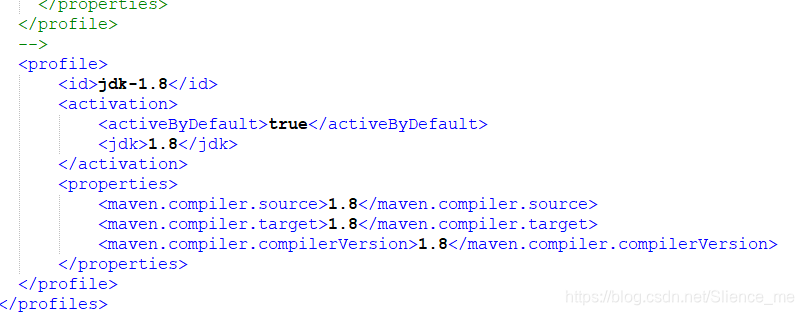 </properties>
</profile>
-->
<profile>
<id>jdk-1.8</id>
<activation>
<activeByDefault>true</activeByDefault>
<jdk>1.8</jdk>
</activation>
<properties>
<maven.compiler.source>1.8</maven.compiler.source>
<maven.compiler.target>1.8</maven.compiler.target>
<maven.compiler.compilerVersion>1.8</maven.compiler.compilerVersion>
</properties>
</profile>
</profiles>
https://blog.csdn.net/Slience_me